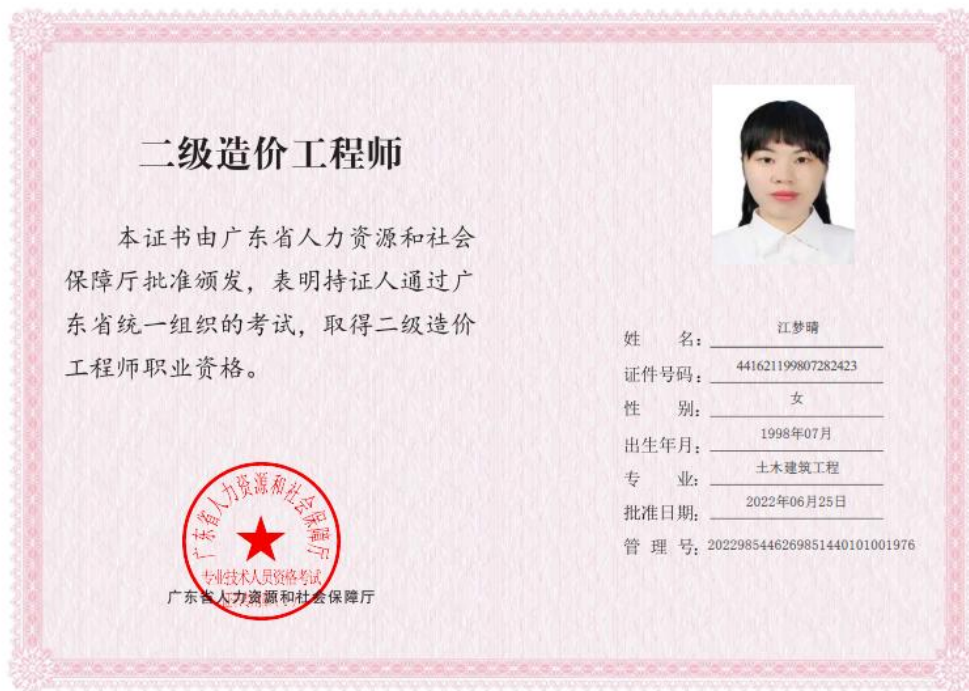 二级造价工程师
本证书由广东省人力资源和社会
保障厅批准颁发，表明持证人通过广
东省统一组织的考试，取得二级造价
工程师职业资格。
广东省人力资源和社会保障厅
专业技术人员资格考试
广东省人力资源和社会保障厅
姓 名：江梦晴
证件号码：441621199807282423
性 别：女
出生年月：1998年07月
专 业：土木建筑工程
批准日期：2022年06月25日
管 理 号：2022985446269851440101001976